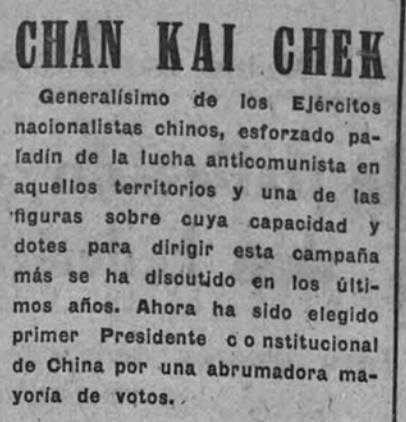 CHAN KAI CHEK
Generalísimo de los Ejércitos
nacionalistas chinos, esforzado pa-
ladín de la lucha anticomunista en
aquellos territorios y una de las
figuras sobre cuya capacidad y
dotes para dirigir esta campaña
más se ha discutido en los últi-
mos años. Ahora ha sido elegido
primer Presidente constitucional
de China por una abrumadora ma-
yoría de votos.